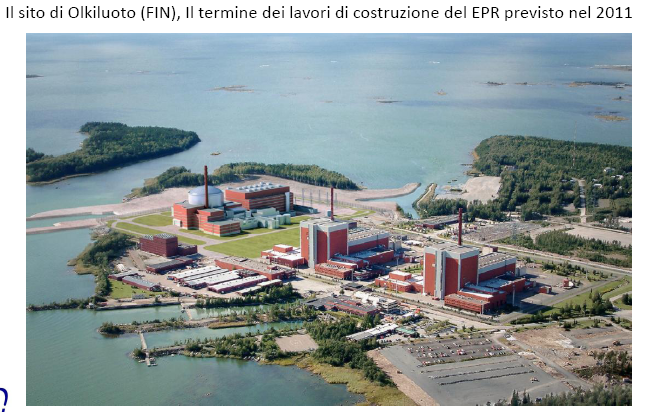 Il sito di Olkiluoto (FIN), Il termine dei lavori di costruzione del EPR previsto nel 2011